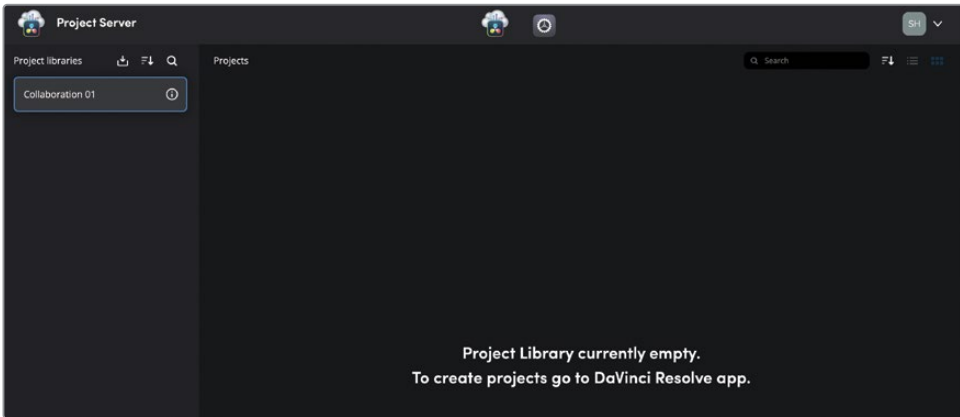 Project Server
SH
Project libraries
Projects
Search
Collaboration 01
Project Library currently empty.
To create projects go to DaVinci Resolve app.